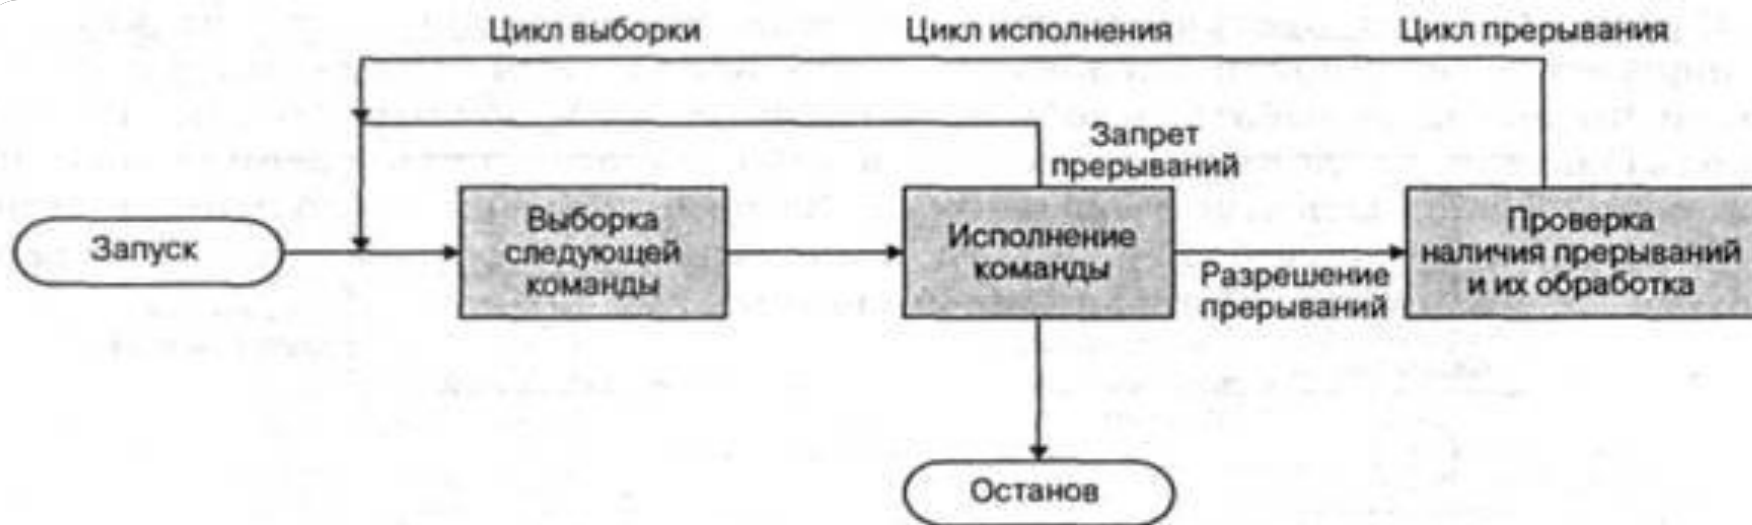 Цикл выборки
Цикл исполнения
Цикл прерывания
Запрет
прерываний
Запуск
Выборка
следующей
команды
Исполнение
команды
Разрешение
прерываний
Проверка
наличия прерываний
и их обработка
Останов